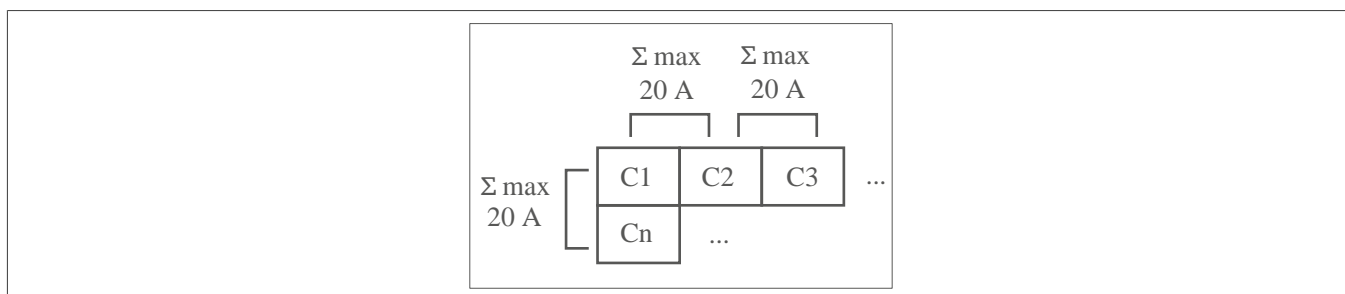 Σ max Σ max
20 A 20 A
C1 C2 C3 ...
Σ max
20 A
Cn ...